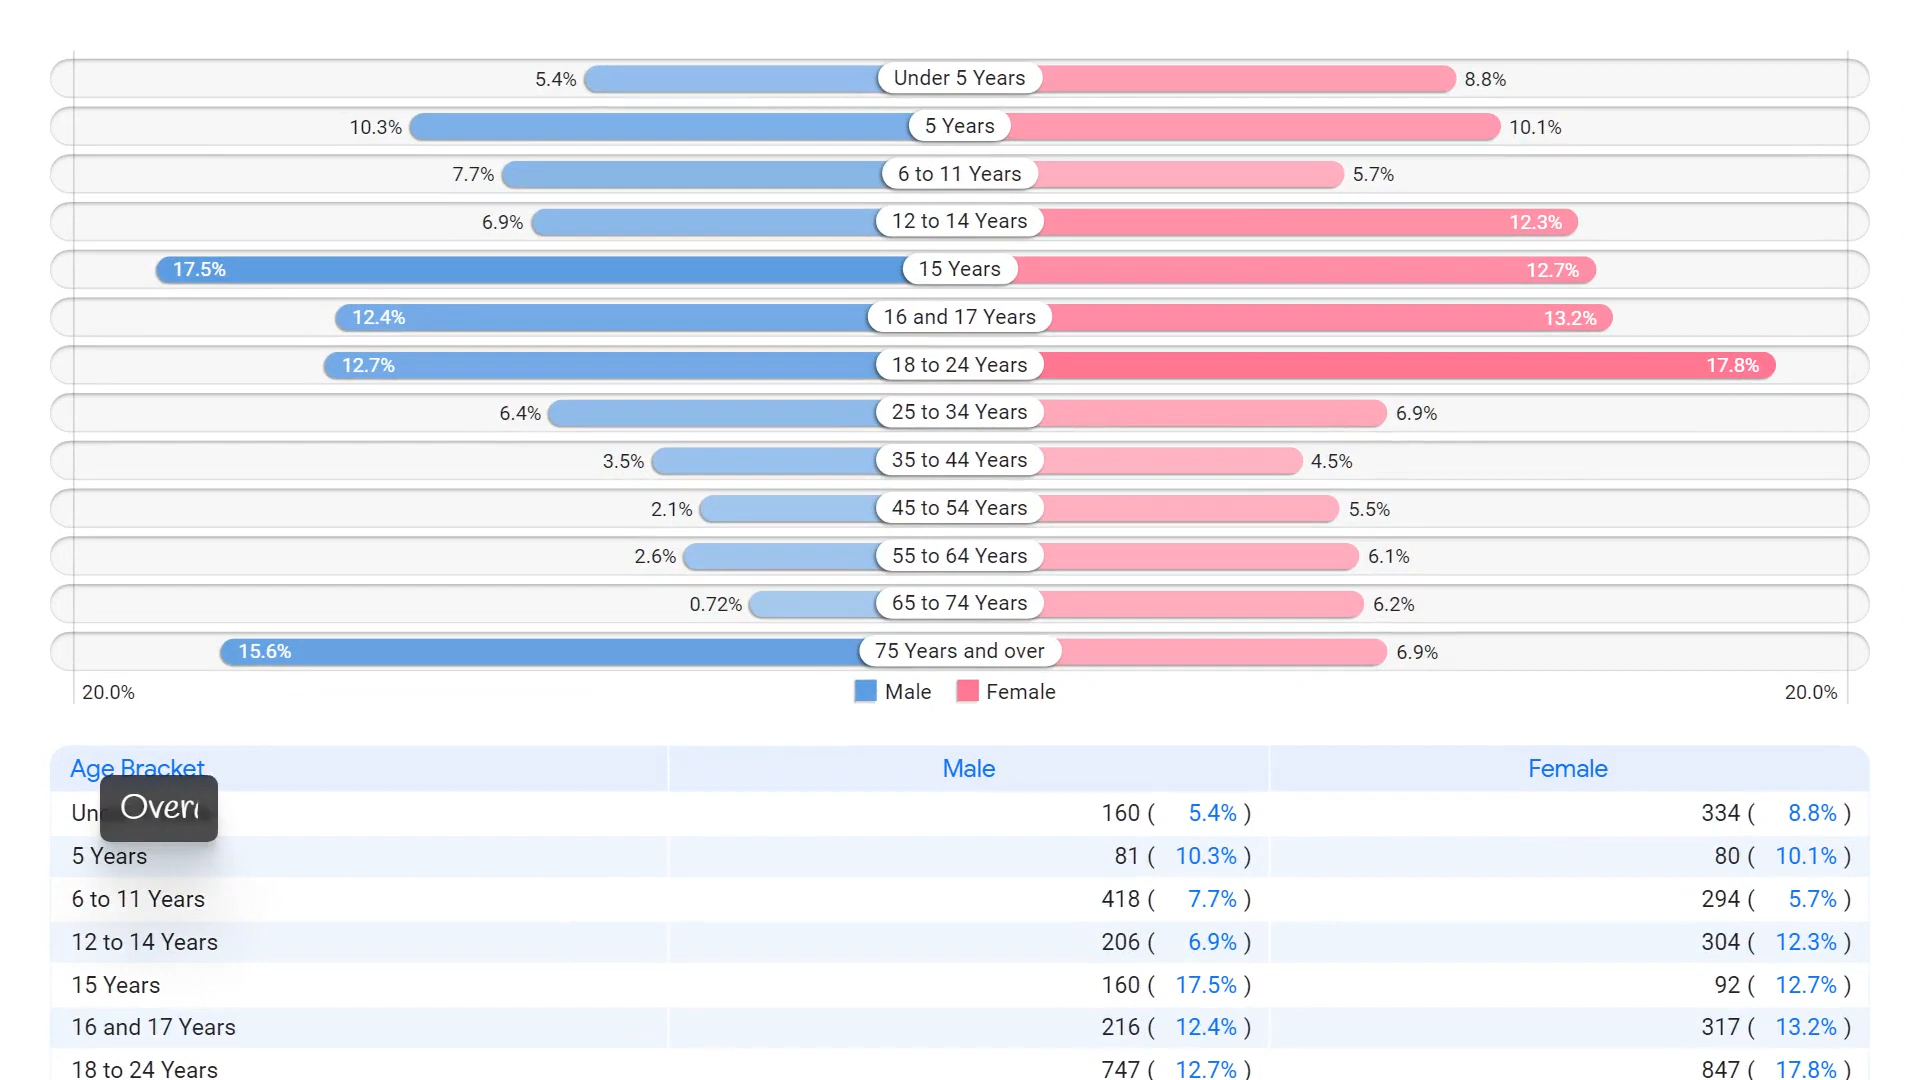 5.4% Under 5 Years 8.8%
10.3% 5 Years 10.1%
7.7% 6 to 11 Years 5.7%
6.9% 12 to 14 Years 12.3%
17.5% 15 Years 12.7%
12.4% 16 and 17 Years 13.2%
12.7% 18 to 24 Years 17.8%
6.4% 25 to 34 Years 6.9%
3.5% 35 to 44 Years 4.5%
2.1% 45 to 54 Years 5.5%
2.6% 55 to 64 Years 6.1%
0.72% 65 to 74 Years 6.2%
15.6% 75 Years and over 6.9%
20.0% Male Female 20.0%
Age Bracket Male Female
160 ( 5.4% ) 334 ( 8.8% )
5 Years 81 ( 10.3% ) 80 ( 10.1% )
6 to 11 Years 418 ( 7.7% ) 294 ( 5.7% )
12 to 14 Years 206 ( 6.9% ) 304 ( 12.3% )
15 Years 160 ( 17.5% ) 92 ( 12.7% )
16 and 17 Years 216 ( 12.4% ) 317 ( 13.2% )
18 to 24 Years 747 ( 12.7% ) 847 ( 17.8% )